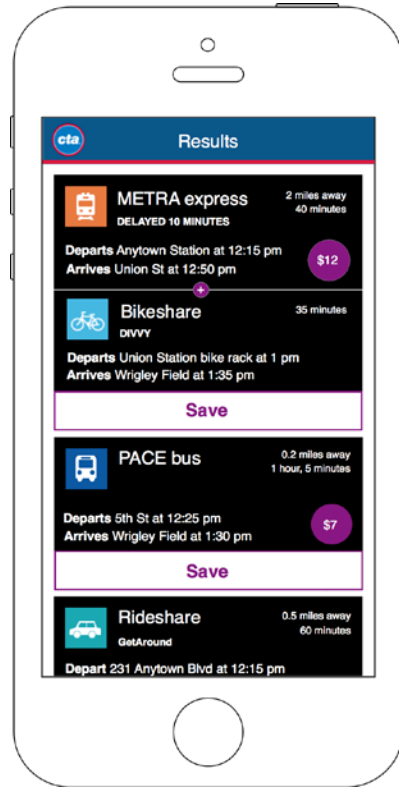 cta
Results
METRA express
2 miles away
DELAYED 10 MINUTES
40 minutes
Departs Anytown Station at 12:15 pm
Arrives Union St at 12:50 pm
$12
+
Bikeshare
35 minutes
DIVVY
Departs Union Station bike rack at 1 pm
Arrives Wrigley Field at 1:35 pm
Save
PACE bus
0.2 miles away
1 hour, 5 minutes
Departs 5th St at 12:25 pm
Arrives Wrigley Field at 1:30 pm
$7
Save
Rideshare
0.5 miles away
60 minutes
GetAround
Depart 231 Anytown Blvd at 12:15 pm